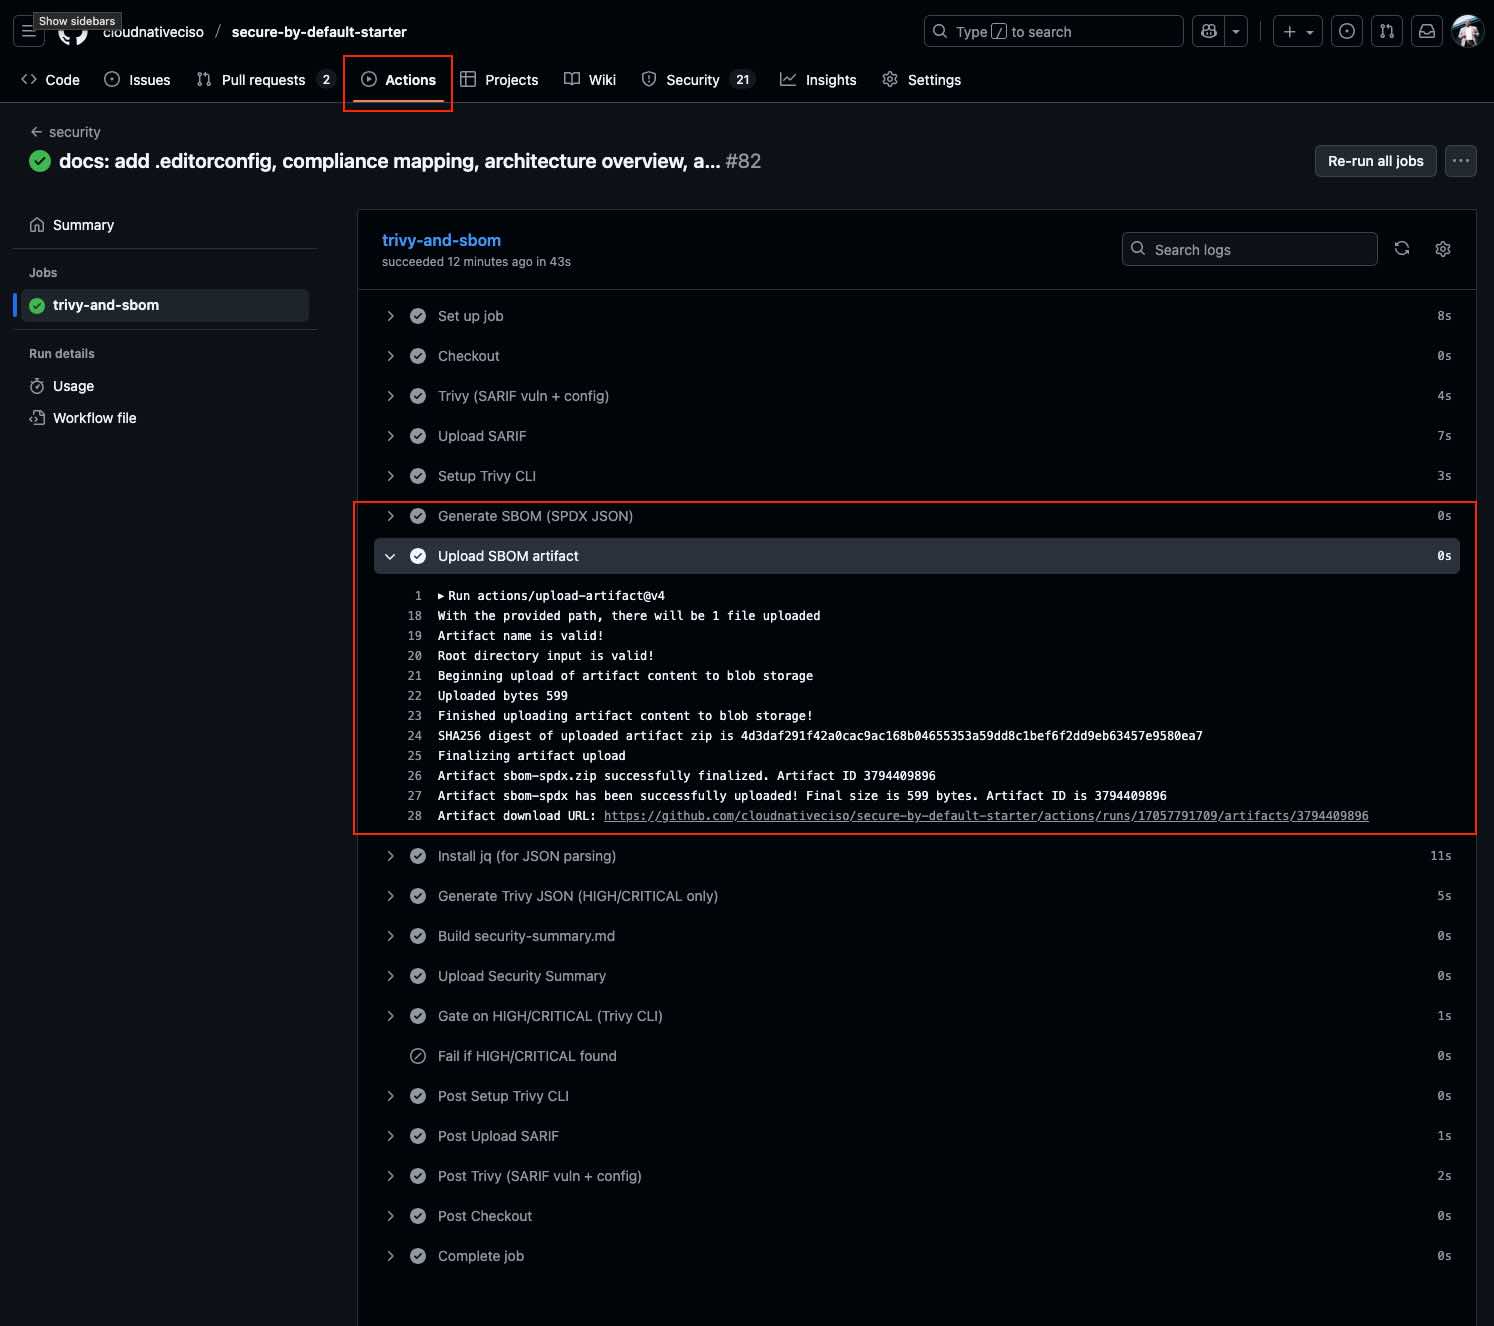 Show sidebars
cloudnativeciso / secure-by-default-starter
Type / to search
Code
Issues
Pull requests 2
Actions
Projects
Wiki
Security 21
Insights
Settings
security
docs: add .editorconfig, compliance mapping, architecture overview, a... #82
Re-run all jobs
Summary
Jobs
trivy-and-sbom
Run details
Usage
Workflow file
trivy-and-sbom
succeeded 12 minutes ago in 43s
Search logs
Set up job 8s
Checkout 0s
Trivy (SARIF vuln + config) 4s
Upload SARIF 7s
Setup Trivy CLI 3s
Generate SBOM (SPDX JSON) 0s
Upload SBOM artifact 0s
1 Run actions/upload-artifact@v4
18 With the provided path, there will be 1 file uploaded
19 Artifact name is valid!
20 Root directory input is valid!
21 Beginning upload of artifact content to blob storage
22 Uploaded bytes 599
23 Finished uploading artifact content to blob storage!
24 SHA256 digest of uploaded artifact zip is 4d3daf291f42a0cac9ac168b04655353a59dd8c1bef6f2dd9eb63457e9580ea7
25 Finalizing artifact upload
26 Artifact sbom-spdx.zip successfully finalized. Artifact ID 3794409896
27 Artifact sbom-spdx has been successfully uploaded! Final size is 599 bytes. Artifact ID is 3794409896
28 Artifact download URL: https://github.com/cloudnativeciso/secure-by-default-starter/actions/runs/17057791709/artifacts/3794409896
Install jq (for JSON parsing) 11s
Generate Trivy JSON (HIGH/CRITICAL only) 5s
Build security-summary.md 0s
Upload Security Summary 0s
Gate on HIGH/CRITICAL (Trivy CLI) 1s
Fail if HIGH/CRITICAL found 0s
Post Setup Trivy CLI 0s
Post Upload SARIF 1s
Post Trivy (SARIF vuln + config) 2s
Post Checkout 0s
Complete job 0s